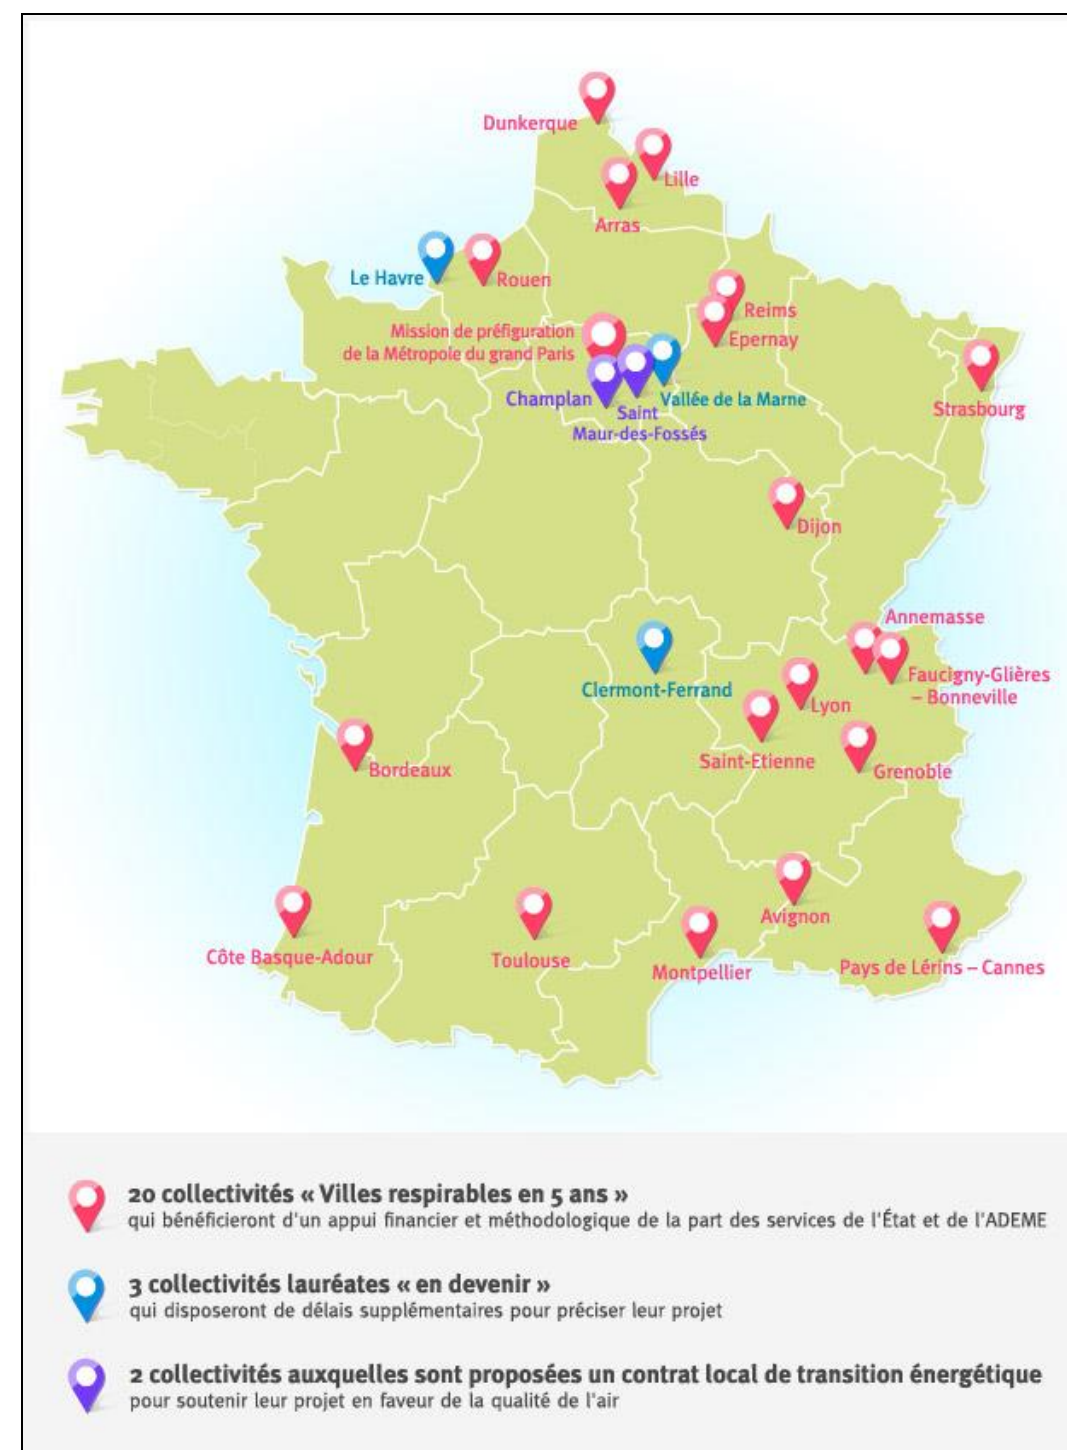 Dunkerque
Lille
Arras
Le Havre
Rouen
Reims
Mission de préfiguration
de la Métropole du grand Paris
Epernay
Champlan
Vallée de la Marne
Saint
Maur-des-Fossés
Strasbourg
Dijon
Annemasse
Faucigny-Glières
– Bonneville
Clermont-Ferrand
Lyon
Saint-Etienne
Grenoble
Bordeaux
Avignon
Côte Basque-Adour
Toulouse
Montpellier
Pays de Lérins – Cannes
20 collectivités « Villes respirables en 5 ans »
qui bénéficieront d'un appui financier et méthodologique de la part des services de l'État et de l'ADEME
3 collectivités lauréates « en devenir »
qui disposeront de délais supplémentaires pour préciser leur projet
2 collectivités auxquelles sont proposées un contrat local de transition énergétique
pour soutenir leur projet en faveur de la qualité de l'air